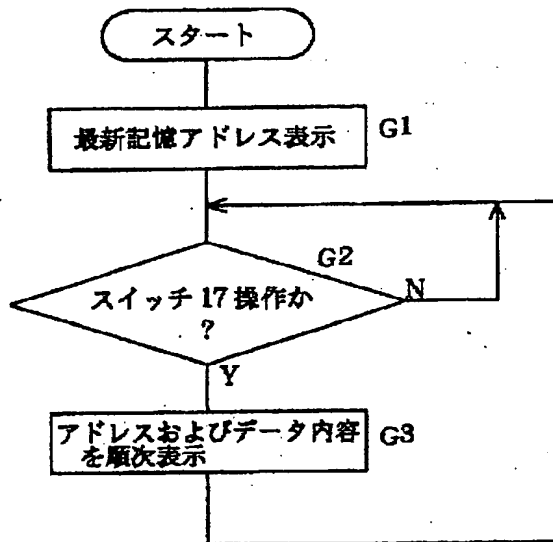 スタート
最新記憶アドレス表示
G1
G2
スイッチ17操作か
?
N
Y
アドレスおよびデータ内容
を順次表示
G3